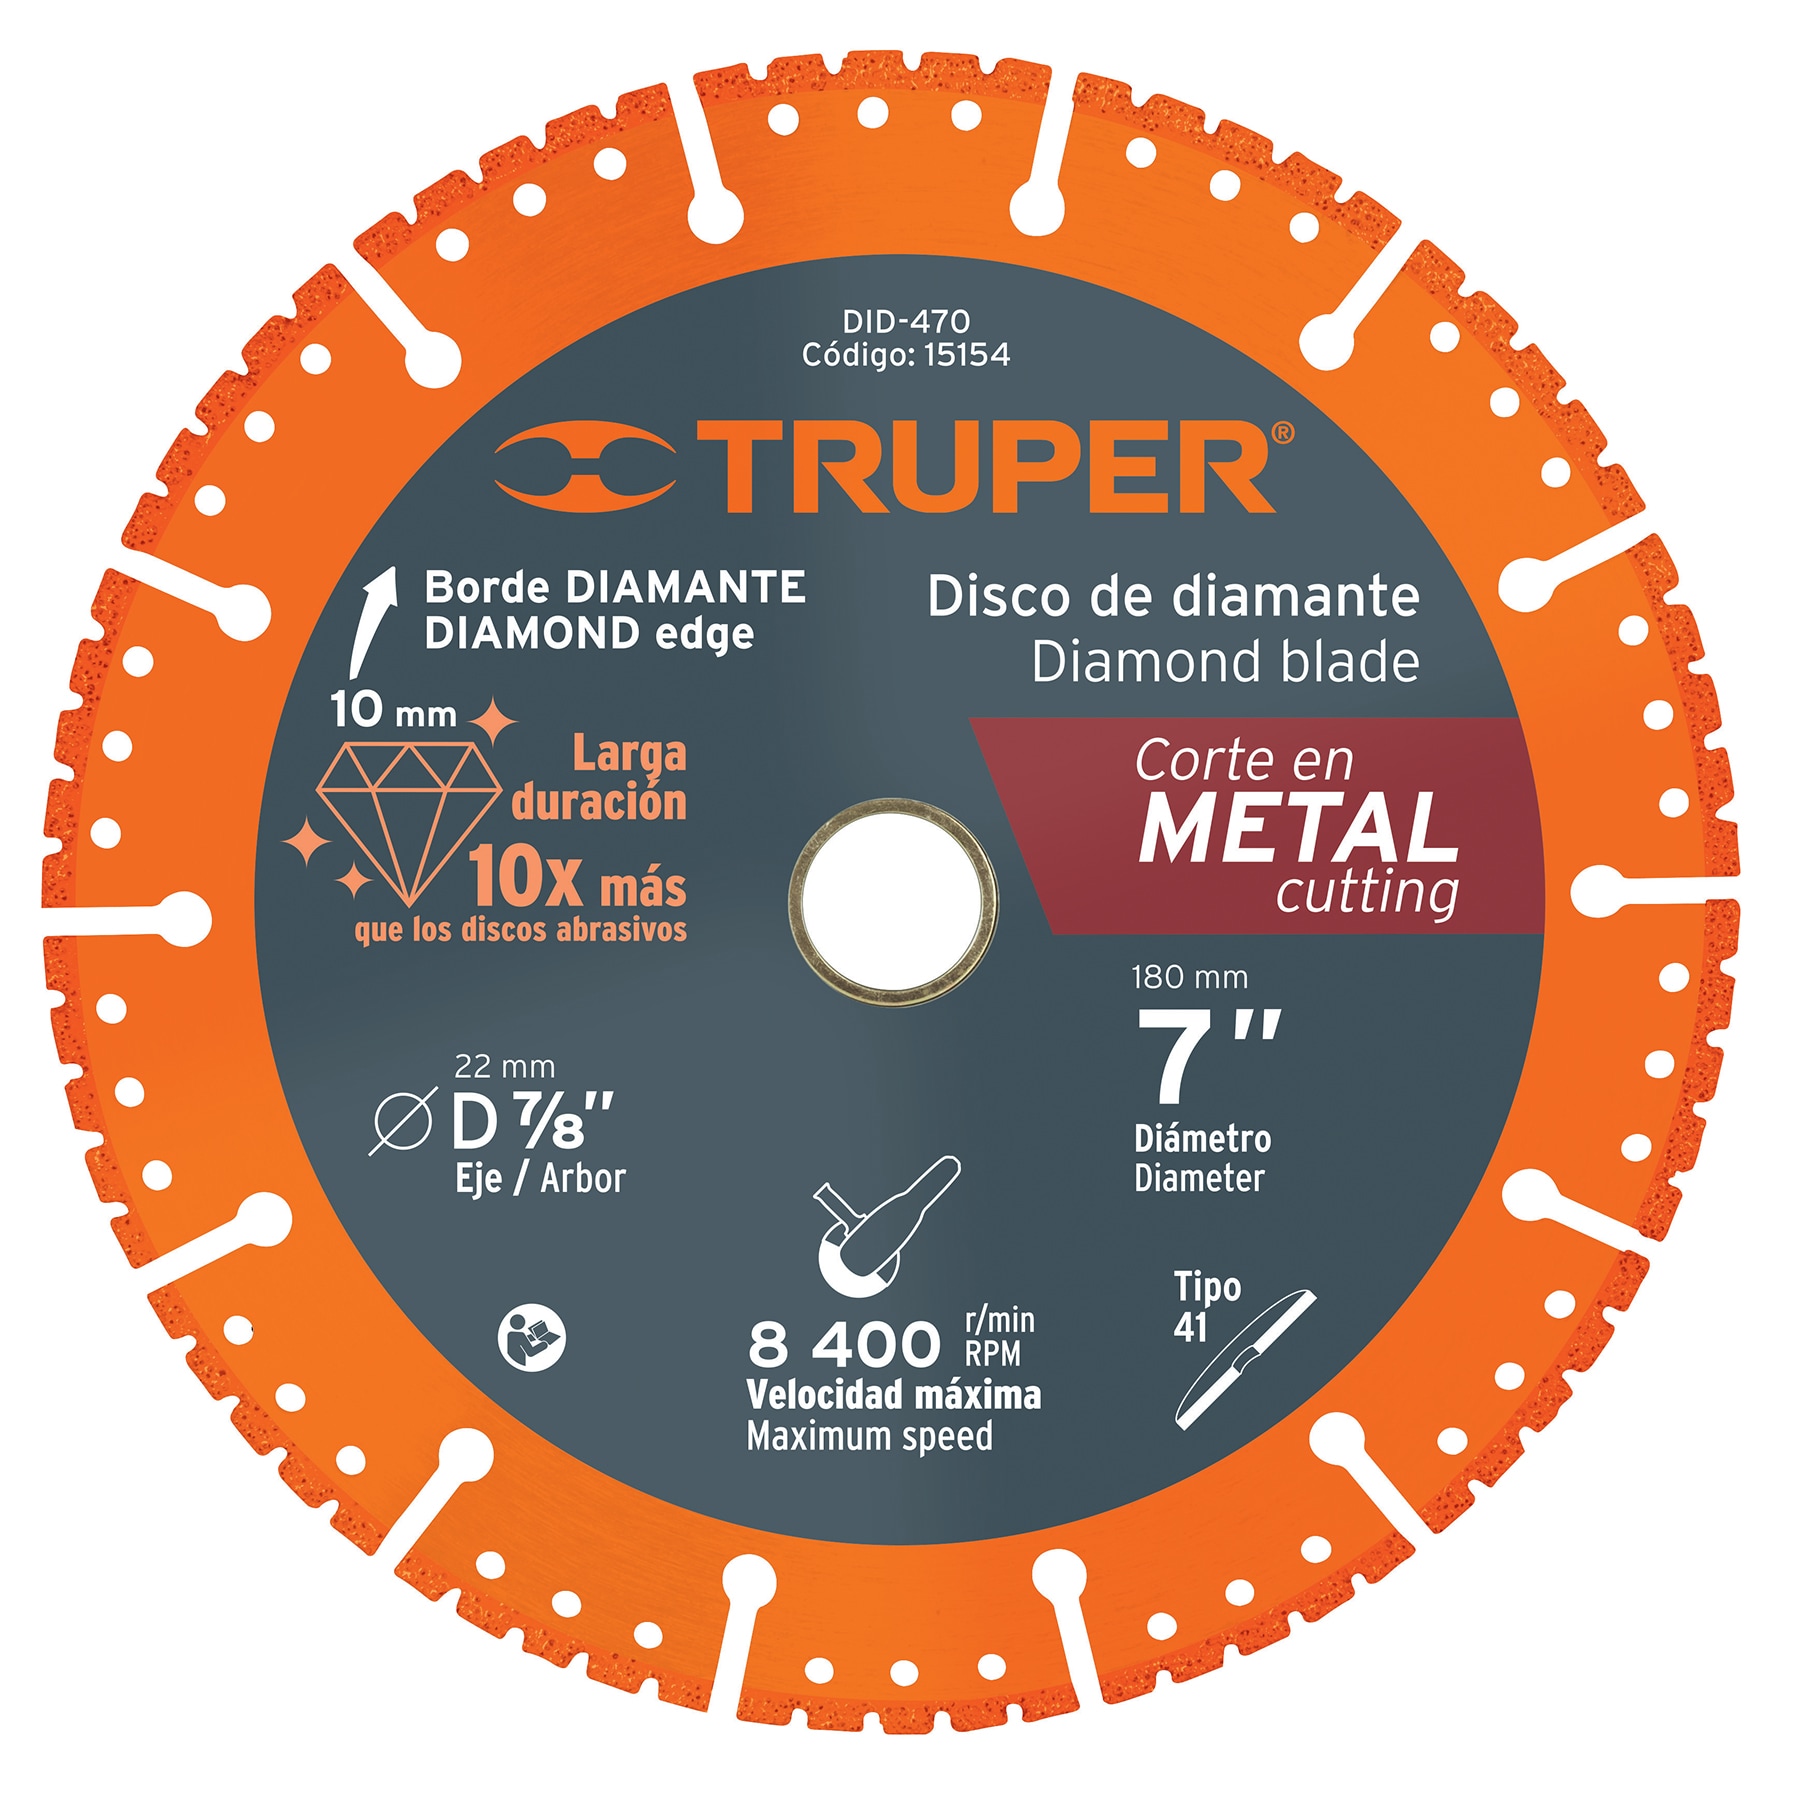 DID-470
Código: 15154
TRUPER®
Borde DIAMANTE
DIAMOND edge
10 mm
Larga
duración
10x más
que los discos abrasivos
Disco de diamante
Diamond blade
Corte en
METAL
cutting
180 mm
7"
Diámetro
Diameter
22 mm
D 7/8"
Eje / Arbor
8 400 r/min
RPM
Velocidad máxima
Maximum speed
Tipo
41